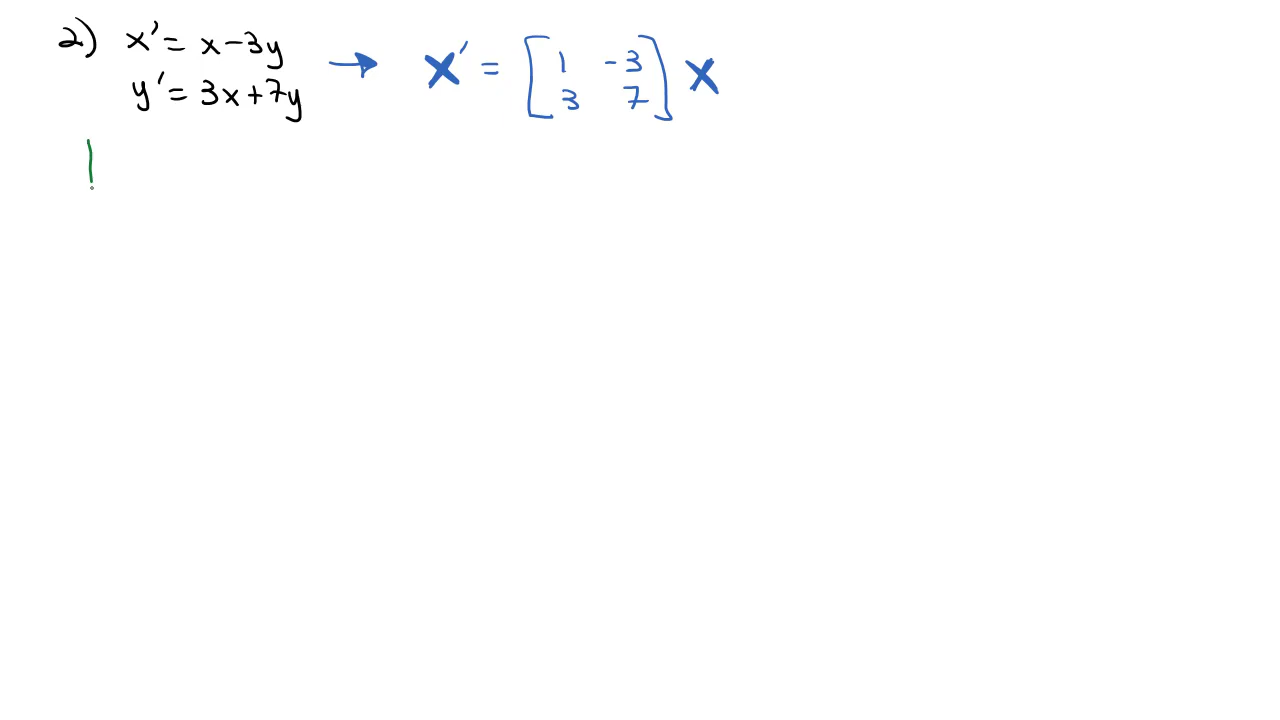 2) x' = x - 3y → X' = [1 -3; 3 7] X
y' = 3x + 7y
|